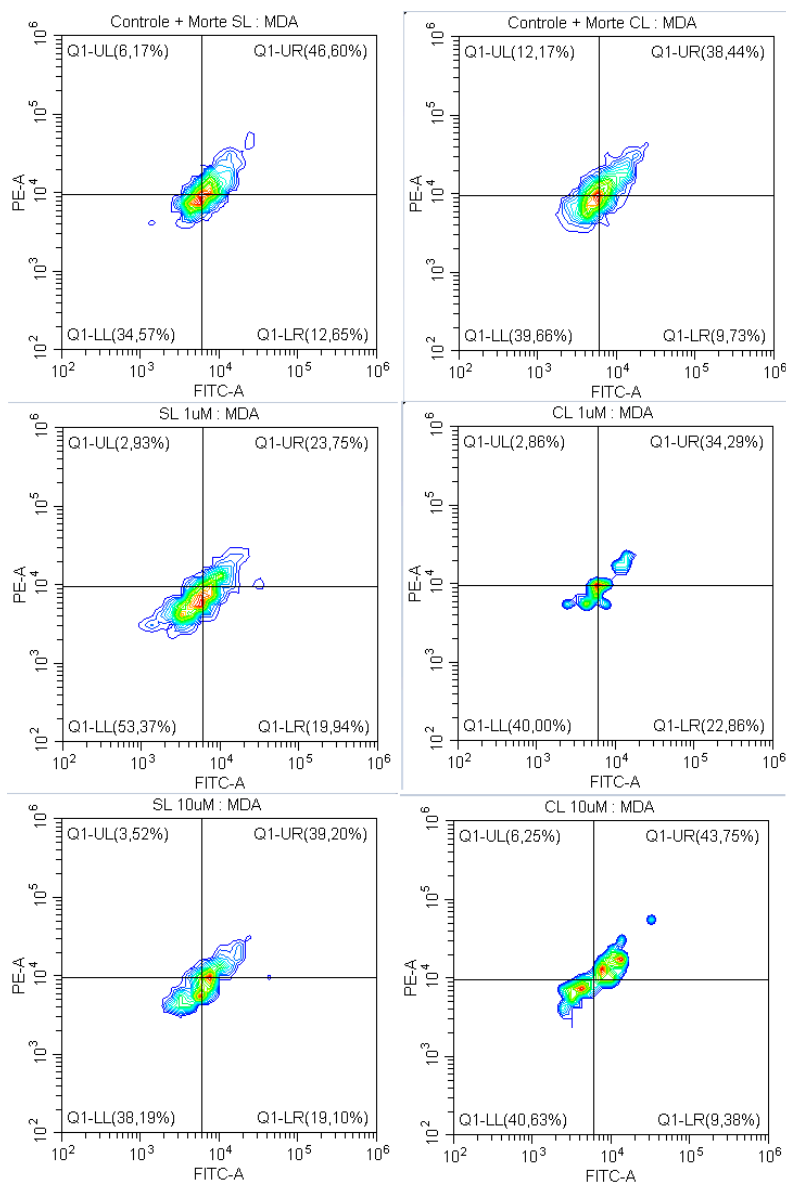 Controle + Morte SL : MDA
Q1-UL(6,17%) Q1-UR(46,60%)
Q1-LL(34,57%) Q1-LR(12,65%)
PE-A
10^6
10^5
10^4
10^3
10^2
10^2 10^3 10^4 10^5 10^6
FITC-A
Controle + Morte CL : MDA
Q1-UL(12,17%) Q1-UR(38,44%)
Q1-LL(39,66%) Q1-LR(9,73%)
PE-A
10^6
10^5
10^4
10^3
10^2
10^2 10^3 10^4 10^5 10^6
FITC-A
SL 1uM : MDA
Q1-UL(2,93%) Q1-UR(23,75%)
Q1-LL(53,37%) Q1-LR(19,94%)
PE-A
10^6
10^5
10^4
10^3
10^2
10^2 10^3 10^4 10^5 10^6
FITC-A
CL 1uM : MDA
Q1-UL(2,86%) Q1-UR(34,29%)
Q1-LL(40,00%) Q1-LR(22,86%)
PE-A
10^6
10^5
10^4
10^3
10^2
10^2 10^3 10^4 10^5 10^6
FITC-A
SL 10uM : MDA
Q1-UL(3,52%) Q1-UR(39,20%)
Q1-LL(38,19%) Q1-LR(19,10%)
PE-A
10^6
10^5
10^4
10^3
10^2
10^2 10^3 10^4 10^5 10^6
FITC-A
CL 10uM : MDA
Q1-UL(6,25%) Q1-UR(43,75%)
Q1-LL(40,63%) Q1-LR(9,38%)
PE-A
10^6
10^5
10^4
10^3
10^2
10^2 10^3 10^4 10^5 10^6
FITC-A